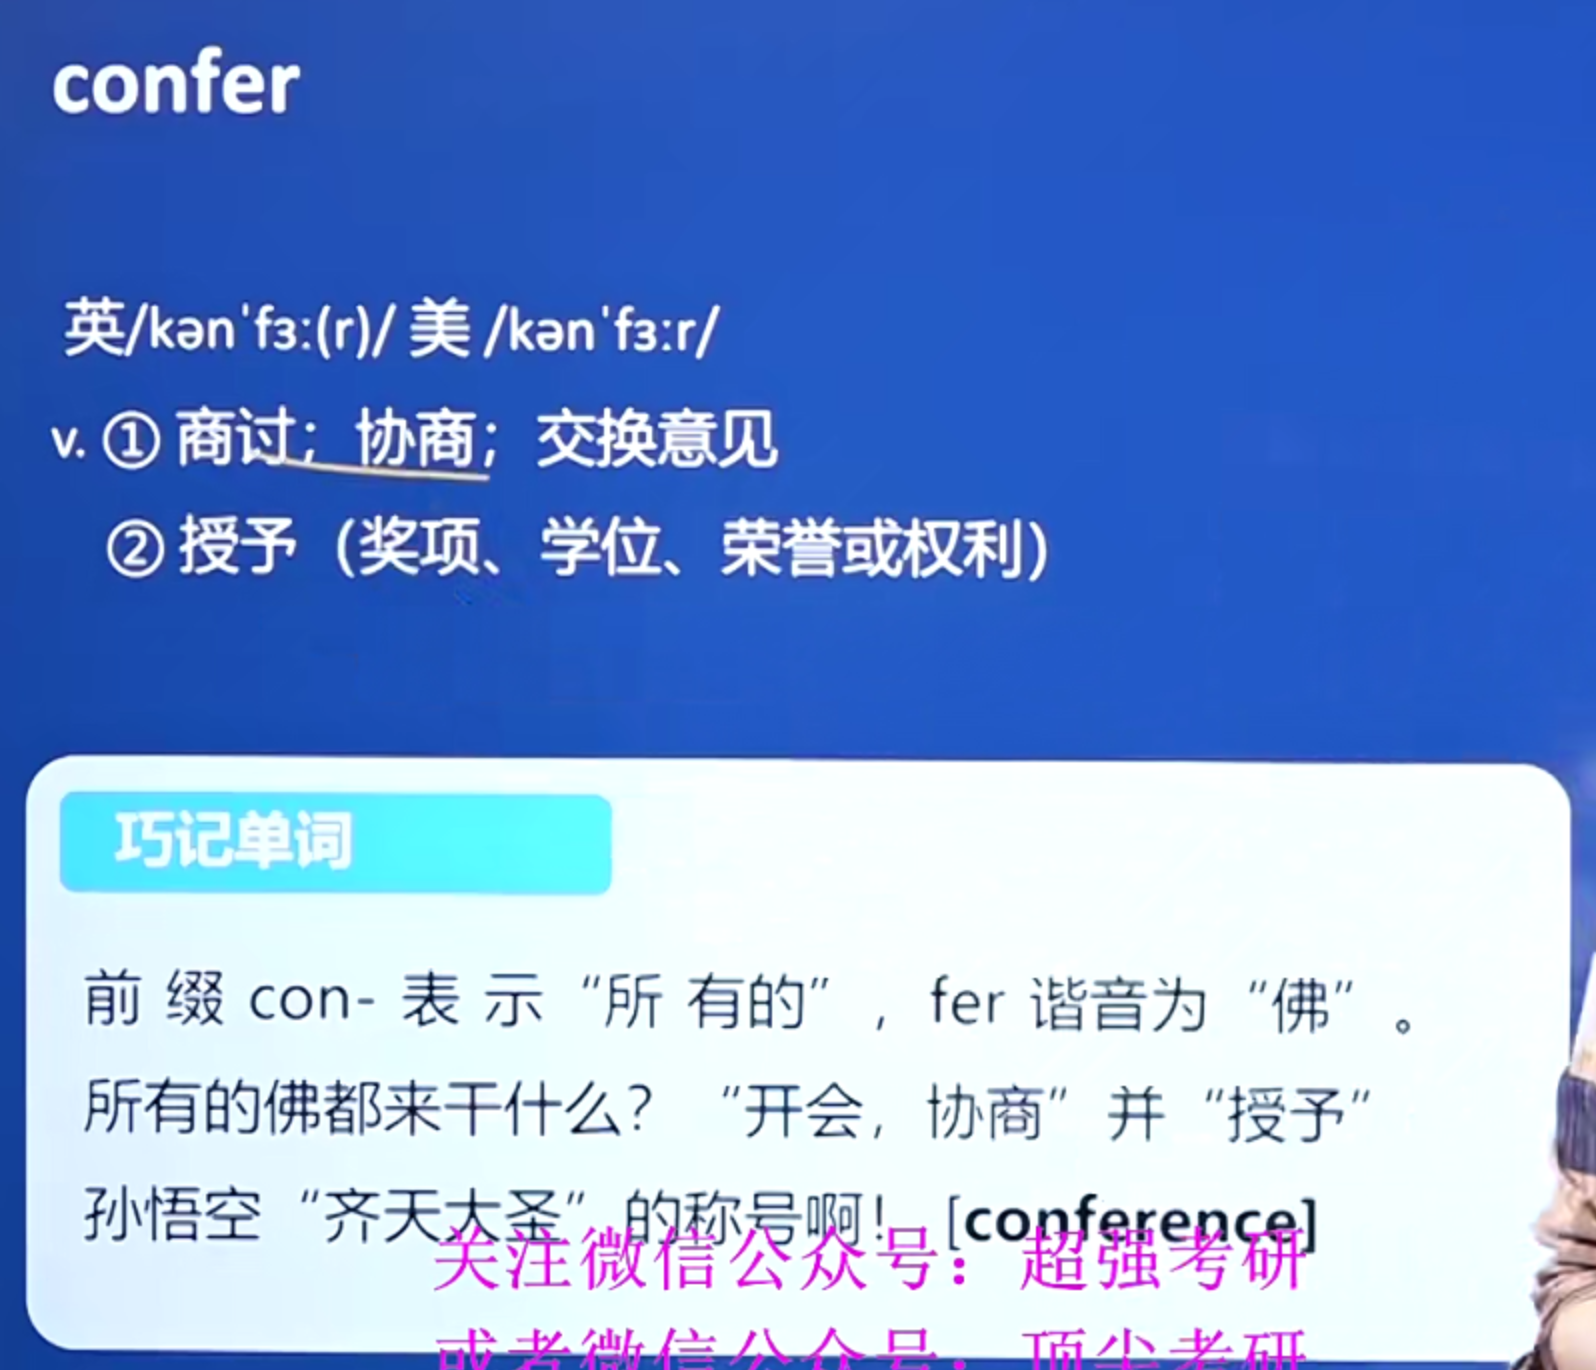 confer
英/kənˈfɜː(r)/ 美 /kənˈfɜːr/
v. ① 商讨；协商；交换意见
② 授予（奖项、学位、荣誉或权利）
巧记单词
前 缀 con- 表 示 “所 有的” ，fer 谐音为 “佛” 。
所有的佛都来干什么？ “开会，协商” 并 “授予”
孙悟空 “齐天大圣” 的称号啊！ [conference]
关注微信公众号：超强考研
或者微信公众号：顶尖考研